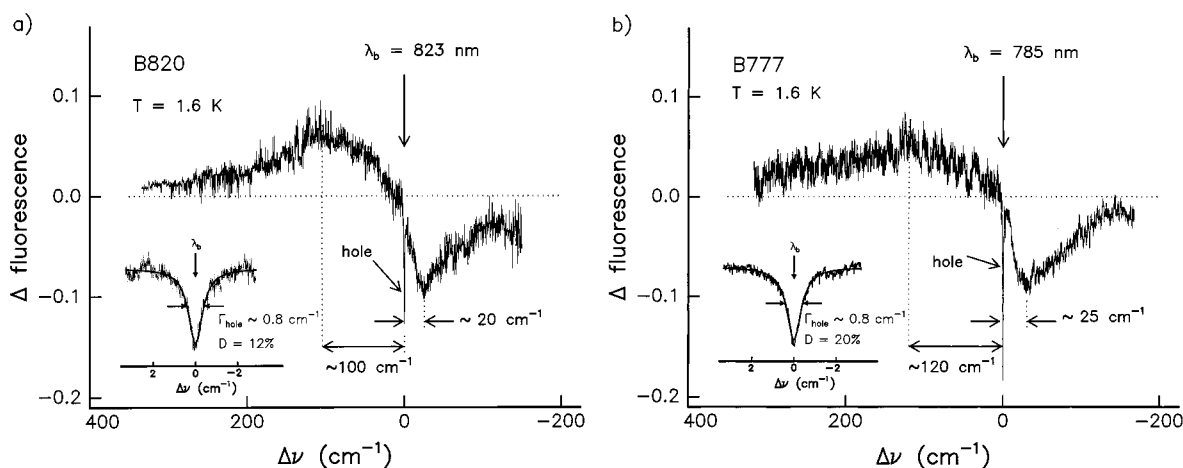 a)
B820
T = 1.6 K
λb = 823 nm
Δ fluorescence
0.1
0.0
−0.1
−0.2
hole
~ 20 cm⁻¹
~100 cm⁻¹
λb
Γhole ~ 0.8 cm⁻¹
D = 12%
2 0 −2
Δν (cm⁻¹)
400 200 0 −200
Δν (cm⁻¹)
b)
B777
T = 1.6 K
λb = 785 nm
Δ fluorescence
0.1
0.0
−0.1
−0.2
hole
~ 25 cm⁻¹
~120 cm⁻¹
λb
Γhole ~ 0.8 cm⁻¹
D = 20%
2 0 −2
Δν (cm⁻¹)
400 200 0 −200
Δν (cm⁻¹)